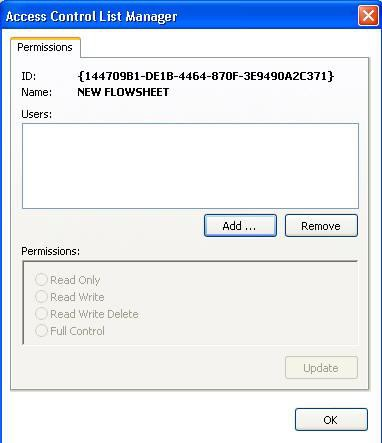 Access Control List Manager
Permissions
ID: {144709B1-DE1B-4464-870F-3E9490A2C371}
Name: NEW FLOWSHEET
Users:
Add ... Remove
Permissions:
Read Only
Read Write
Read Write Delete
Full Control
Update
OK